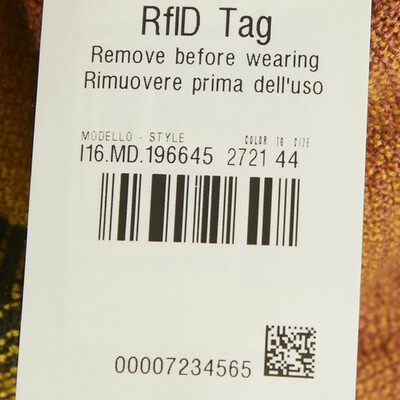 RfID Tag
Remove before wearing
Rimuovere prima dell'uso
MODELLO - STYLE COLOR TG SIZE
I16.MD.196645 2721 44
00007234565